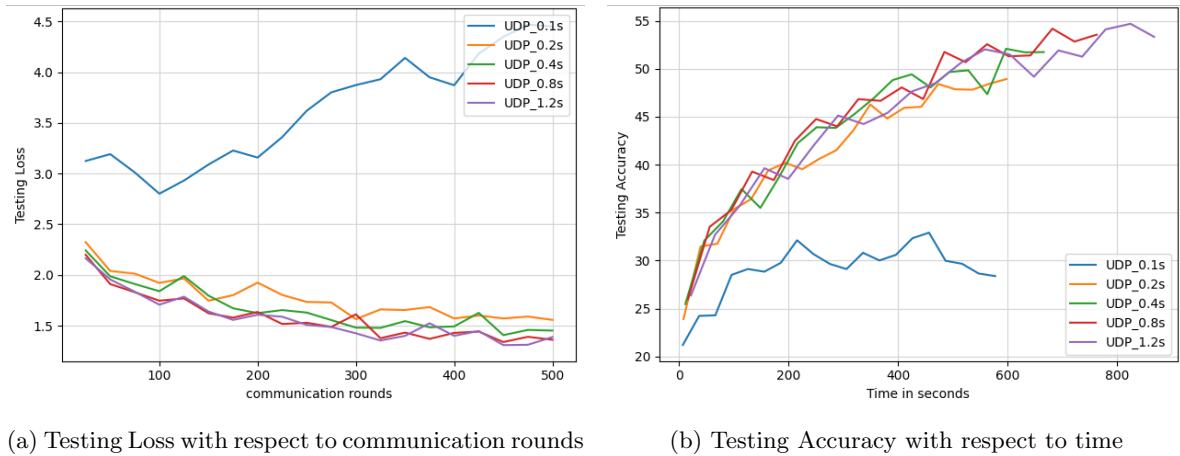 4.5
4.0
3.5
3.0
2.5
2.0
1.5
Testing Loss
100
200
300
400
500
communication rounds
UDP_0.1s
UDP_0.2s
UDP_0.4s
UDP_0.8s
UDP_1.2s
(a) Testing Loss with respect to communication rounds
55
50
45
40
35
30
25
20
Testing Accuracy
0
200
400
600
800
Time in seconds
UDP_0.1s
UDP_0.2s
UDP_0.4s
UDP_0.8s
UDP_1.2s
(b) Testing Accuracy with respect to time